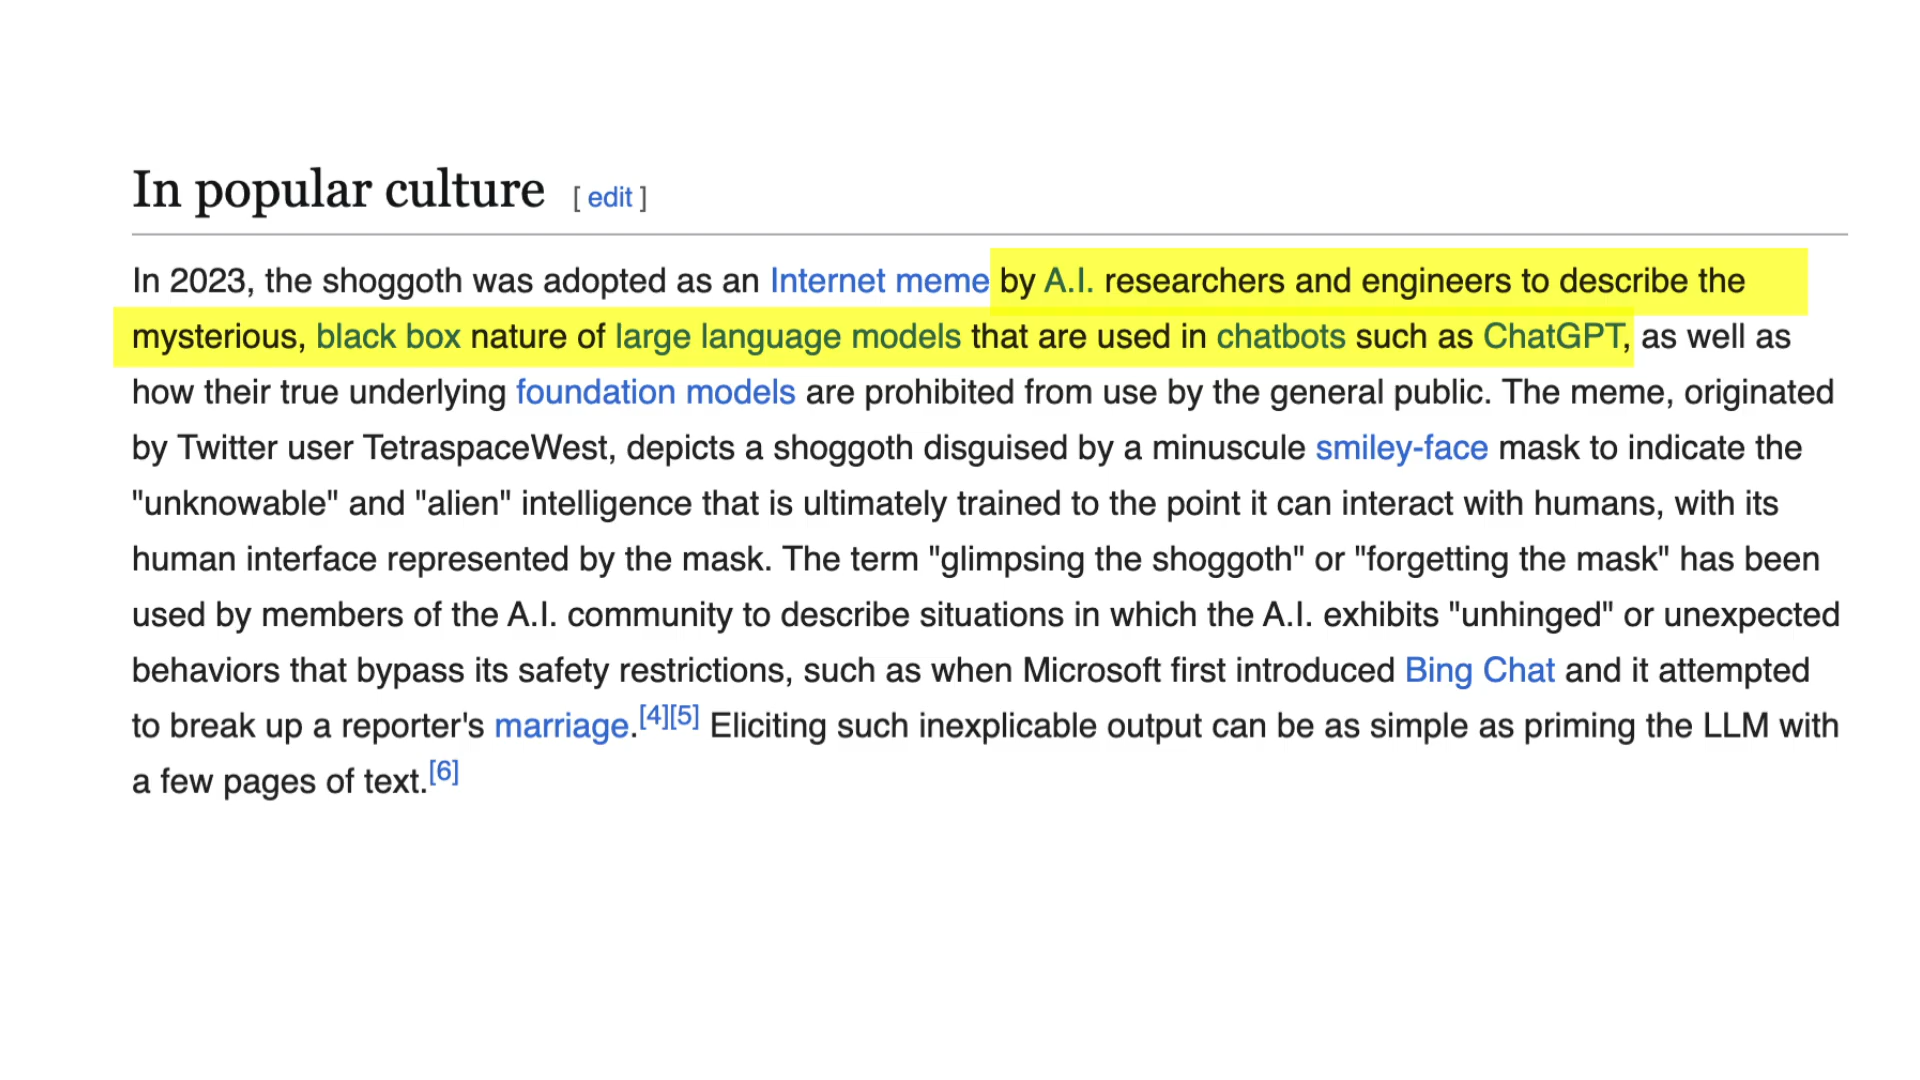 In popular culture [ edit ]
In 2023, the shoggoth was adopted as an Internet meme by A.I. researchers and engineers to describe the
mysterious, black box nature of large language models that are used in chatbots such as ChatGPT, as well as
how their true underlying foundation models are prohibited from use by the general public. The meme, originated
by Twitter user TetraspaceWest, depicts a shoggoth disguised by a minuscule smiley-face mask to indicate the
"unknowable" and "alien" intelligence that is ultimately trained to the point it can interact with humans, with its
human interface represented by the mask. The term "glimpsing the shoggoth" or "forgetting the mask" has been
used by members of the A.I. community to describe situations in which the A.I. exhibits "unhinged" or unexpected
behaviors that bypass its safety restrictions, such as when Microsoft first introduced Bing Chat and it attempted
to break up a reporter's marriage.[4][5] Eliciting such inexplicable output can be as simple as priming the LLM with
a few pages of text.[6]